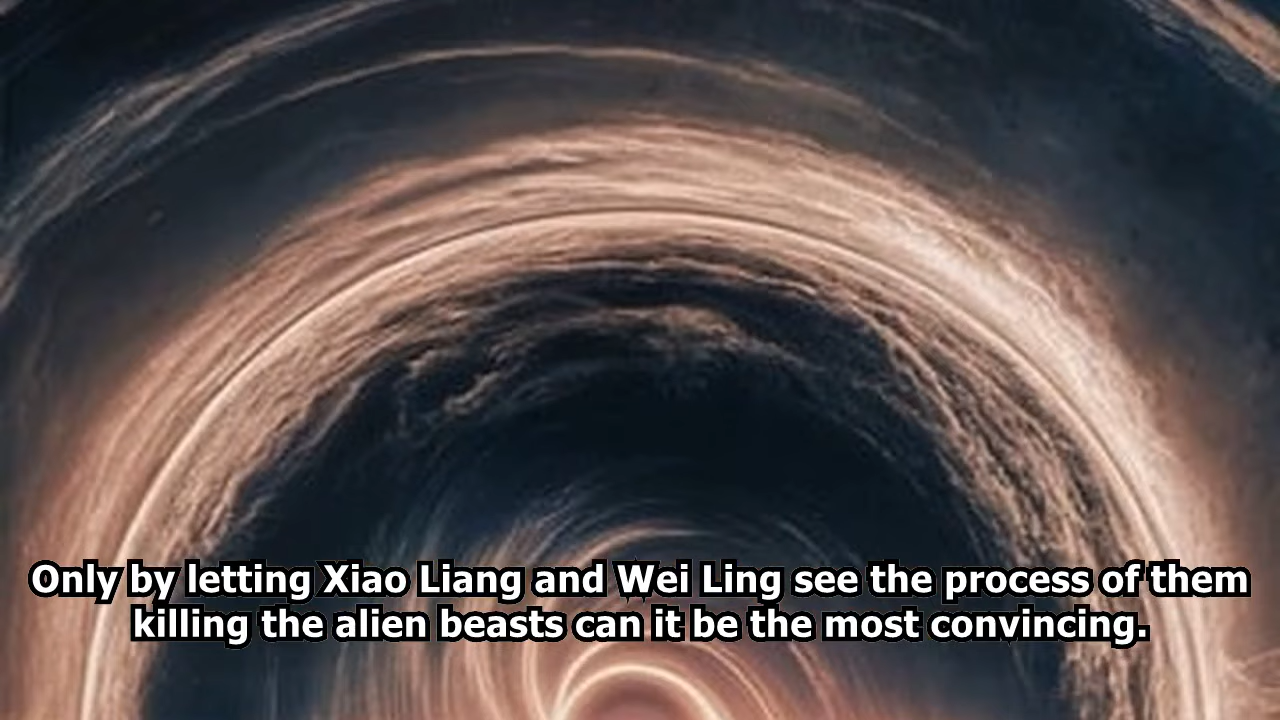 Only by letting Xiao Liang and Wei Ling see the process of them
killing the alien beasts can it be the most convincing.